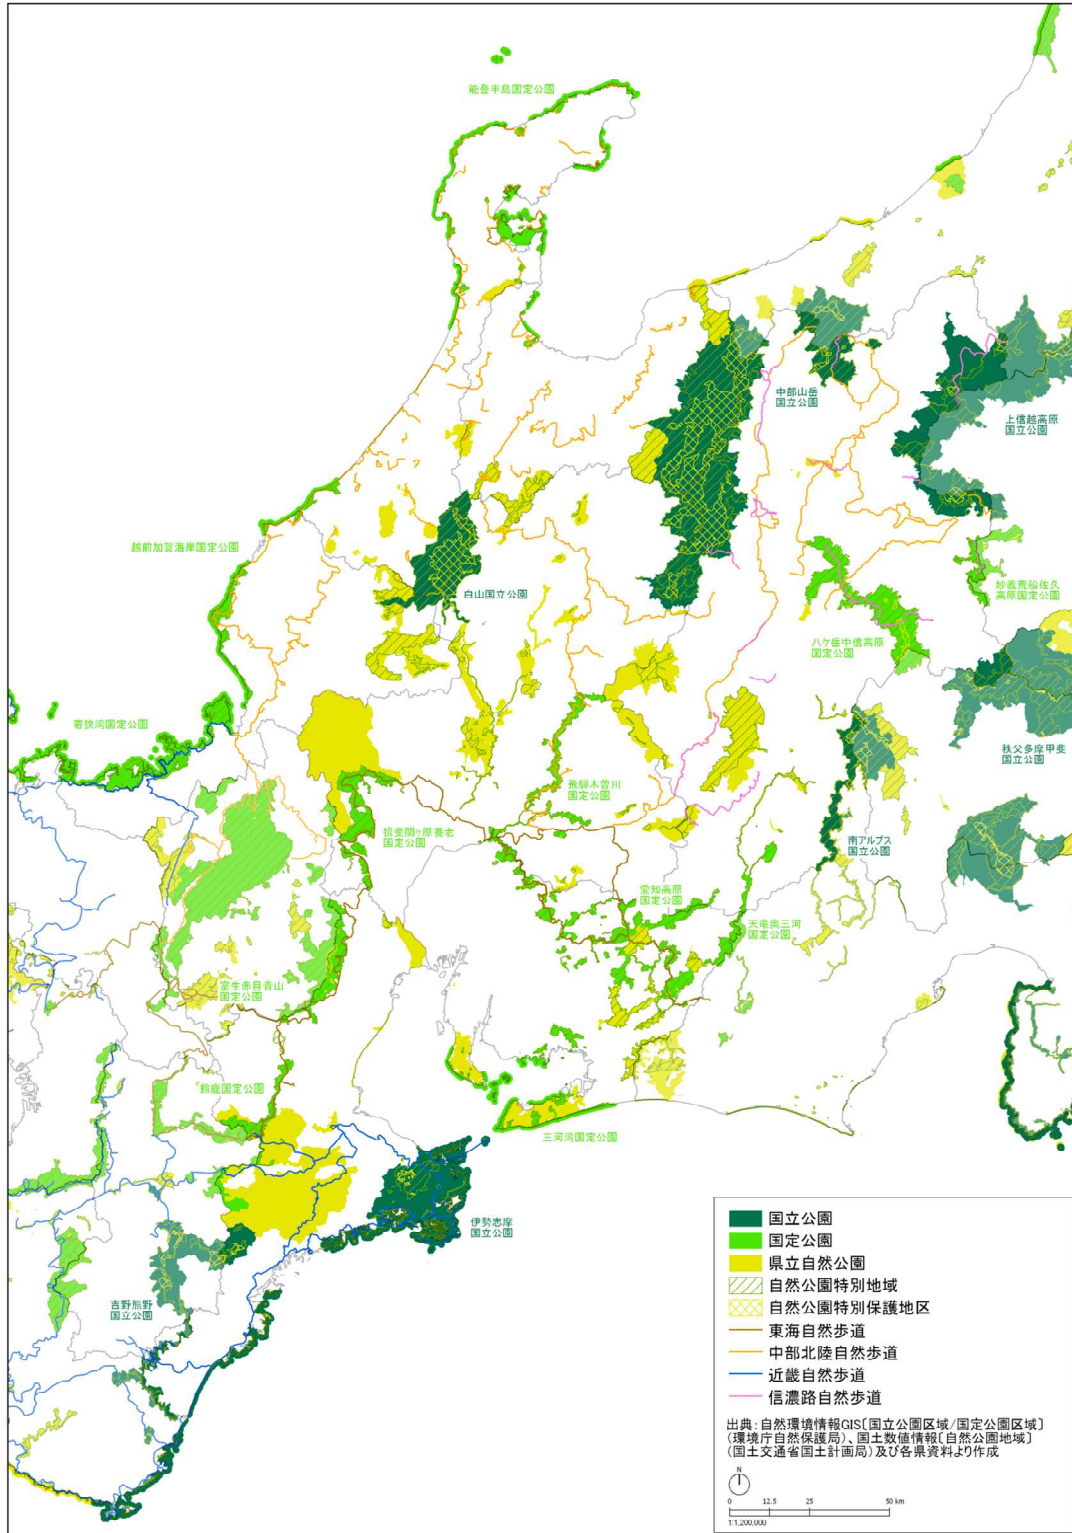 能登半島国定公園
中部山岳
国立公園
上信越高原
国立公園
越前加賀海岸国定公園
白山国立公園
妙義荒船佐久
高原国定公園
八ケ岳中信高原
国定公園
若狭湾国定公園
秩父多摩甲斐
国立公園
飛騨木曽川
国定公園
揖斐関ヶ原養老
国定公園
南アルプス
国立公園
愛知高原
国定公園
天竜奥三河
国定公園
室生赤目青山
国定公園
鈴鹿国定公園
三河湾国定公園
伊勢志摩
国立公園
吉野熊野
国立公園
国立公園
国定公園
県立自然公園
自然公園特別地域
自然公園特別保護地区
東海自然歩道
中部北陸自然歩道
近畿自然歩道
信濃路自然歩道
出典:自然環境情報GIS[国立公園区域/国定公園区域]
(環境庁自然保護局)、国土数値情報[自然公園地域]
(国土交通省国土計画局)及び各県資料より作成
N
0 12.5 25 50 km
1:1,200,000